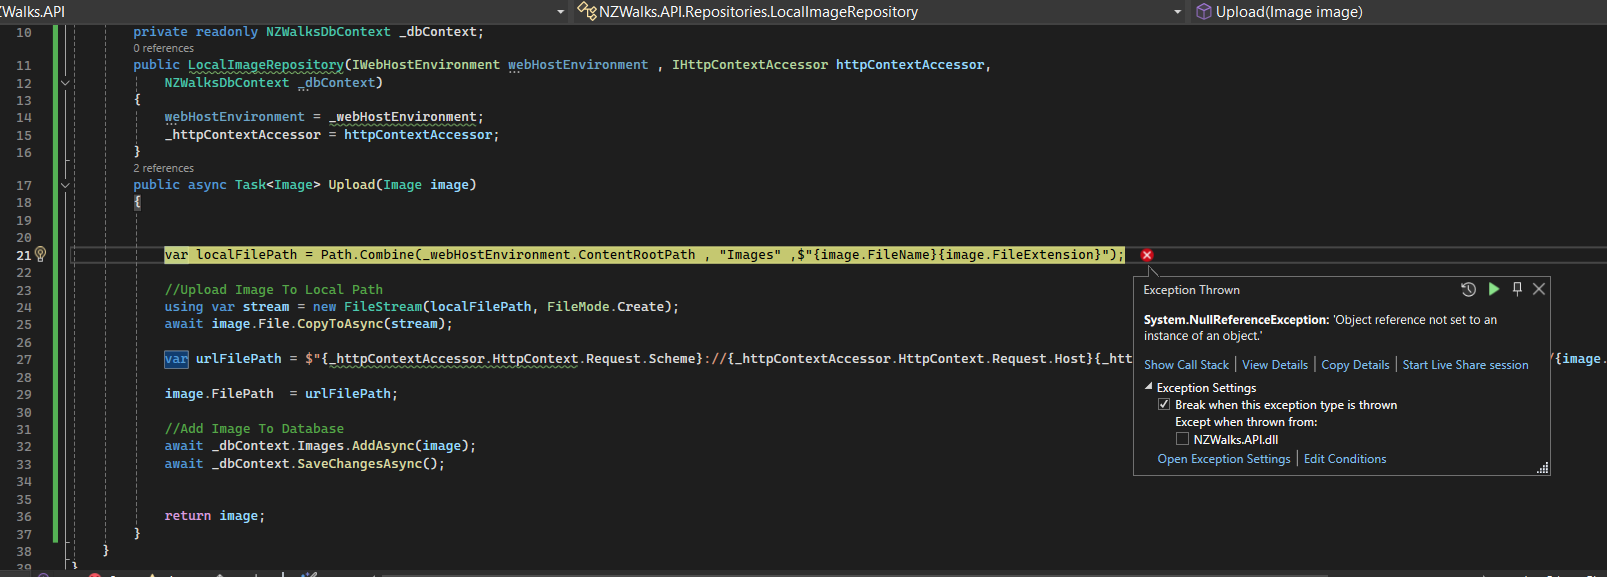 ZWalks.API NZWalks.API.Repositories.LocalImageRepository Upload(Image image)
10 private readonly NZWalksDbContext _dbContext;
0 references
11 public LocalImageRepository(IWebHostEnvironment webHostEnvironment , IHttpContextAccessor httpContextAccessor,
12 NZWalksDbContext _dbContext)
13 {
14 webHostEnvironment = _webHostEnvironment;
15 _httpContextAccessor = httpContextAccessor;
16 }
2 references
17 public async Task<Image> Upload(Image image)
18 {
19
20
21 var localFilePath = Path.Combine(_webHostEnvironment.ContentRootPath , "Images" ,$"{image.FileName}{image.FileExtension}");
22
23 //Upload Image To Local Path
24 using var stream = new FileStream(localFilePath, FileMode.Create);
25 await image.File.CopyToAsync(stream);
26
27 var urlFilePath = $"{_httpContextAccessor.HttpContext.Request.Scheme}://{_httpContextAccessor.HttpContext.Request.Host}{_htt /{image.
28
29 image.FilePath  = urlFilePath;
30
31 //Add Image To Database
32 await _dbContext.Images.AddAsync(image);
33 await _dbContext.SaveChangesAsync();
34
35
36 return image;
37 }
38 }
39 }
Exception Thrown
System.NullReferenceException: 'Object reference not set to an
instance of an object.'
Show Call Stack | View Details | Copy Details | Start Live Share session
Exception Settings
Break when this exception type is thrown
Except when thrown from:
NZWalks.API.dll
Open Exception Settings | Edit Conditions